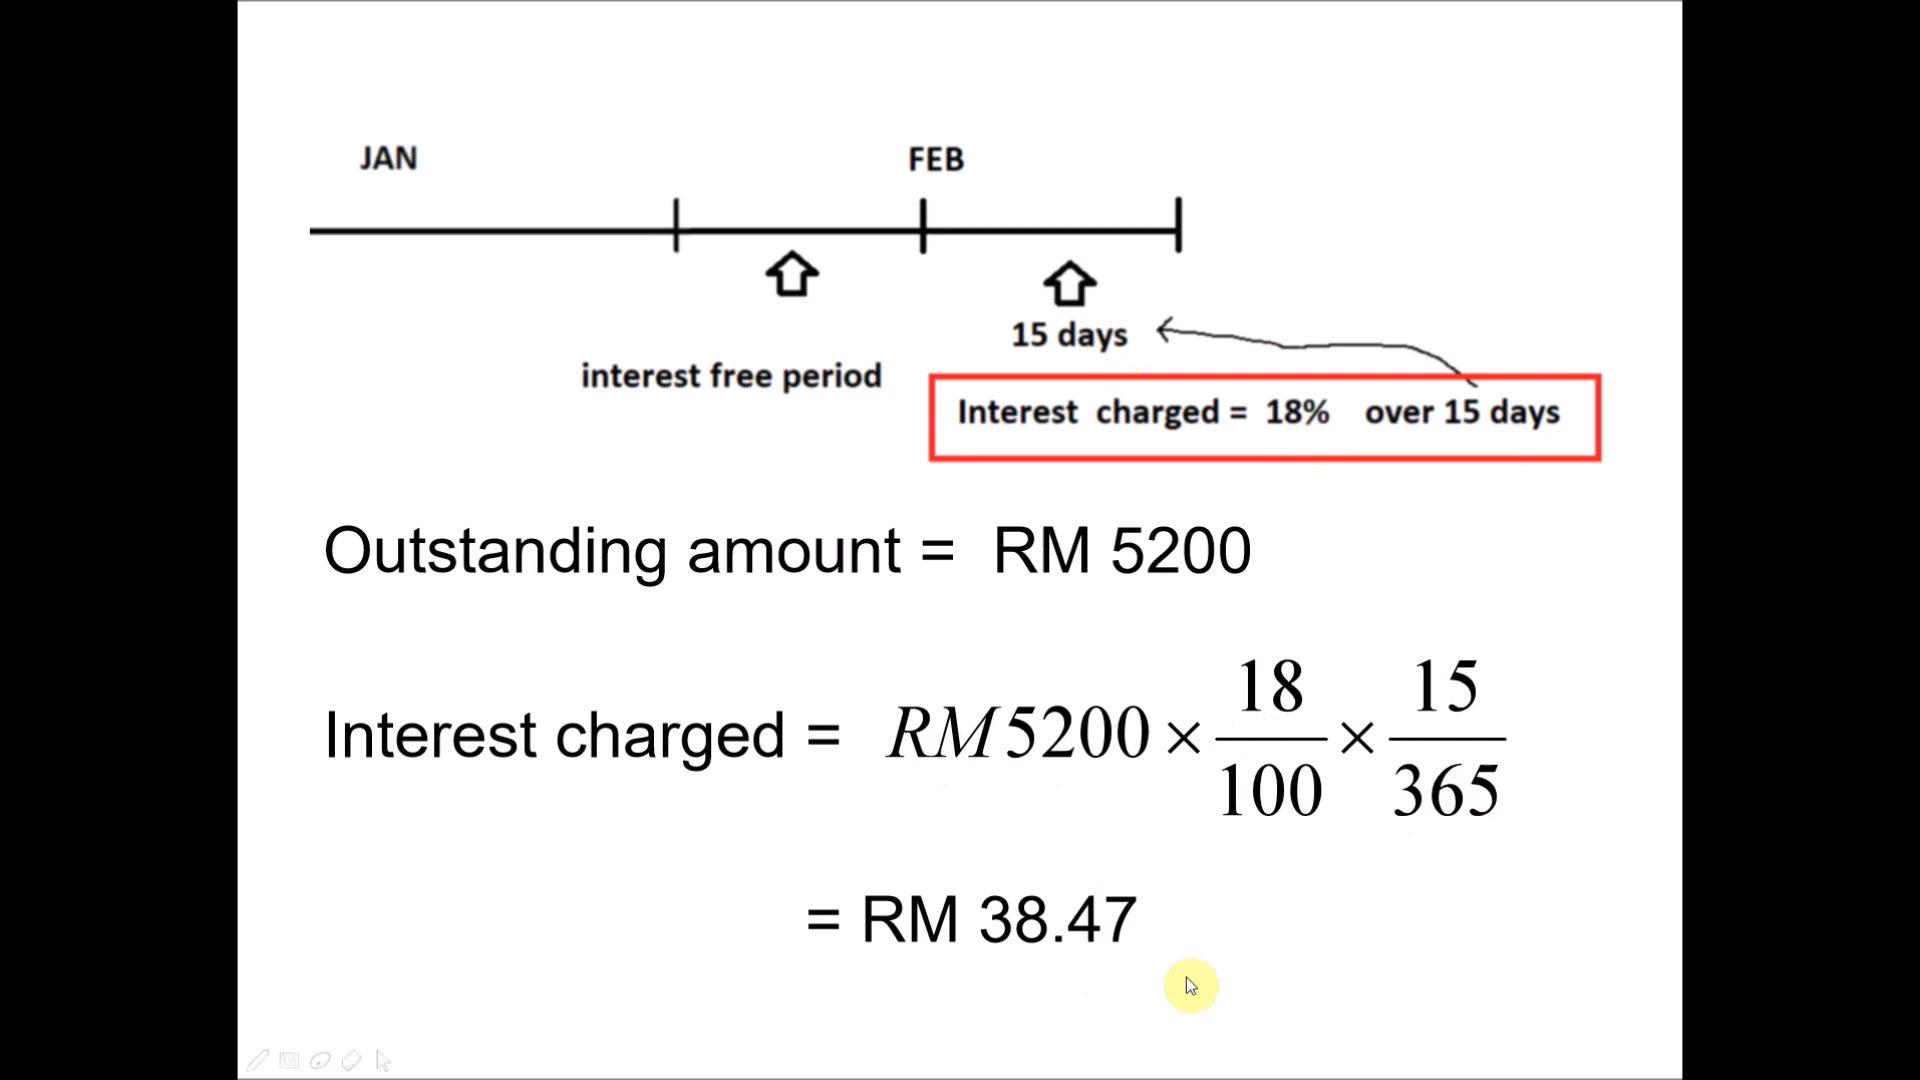 JAN FEB
15 days
interest free period
Interest charged = 18% over 15 days
Outstanding amount = RM 5200
Interest charged = RM5200 × 18/100 × 15/365
= RM 38.47